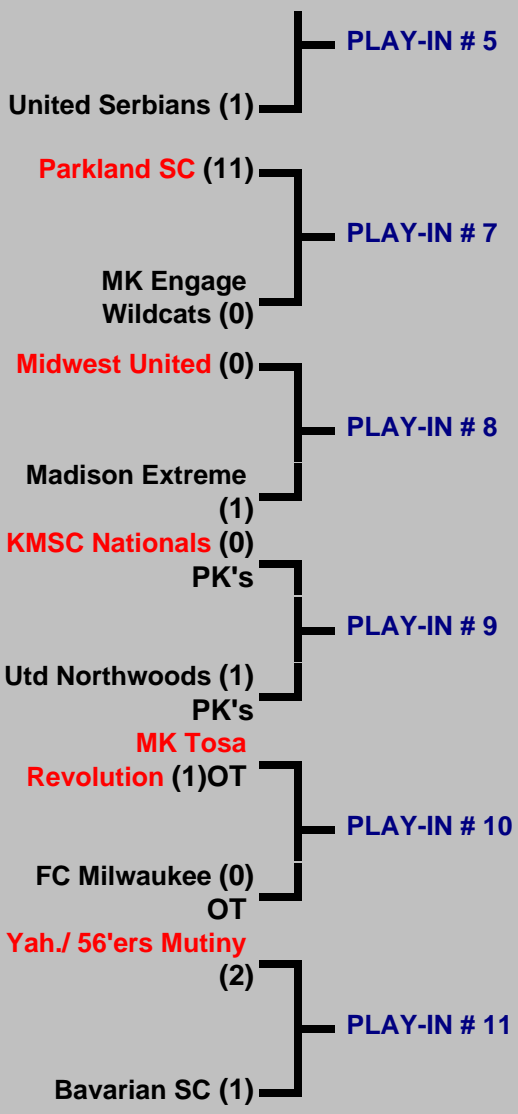 PLAY-IN # 5
United Serbians (1)
Parkland SC (11)
PLAY-IN # 7
MK Engage
Wildcats (0)
Midwest United (0)
PLAY-IN # 8
Madison Extreme
(1)
KMSC Nationals (0)
PK's
PLAY-IN # 9
Utd Northwoods (1)
PK's
MK Tosa
Revolution (1)OT
PLAY-IN # 10
FC Milwaukee (0)
OT
Yah./ 56'ers Mutiny
(2)
PLAY-IN # 11
Bavarian SC (1)